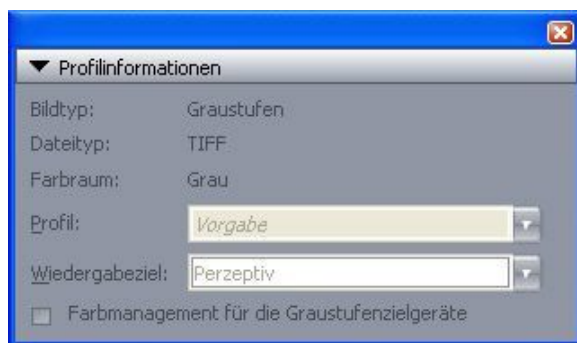 Profilinformationen
Bildtyp: Graustufen
Dateityp: TIFF
Farbraum: Grau
Profil: Vorgabe
Wiedergabeziel: Perzeptiv
Farbmanagement für die Graustufenzielgeräte